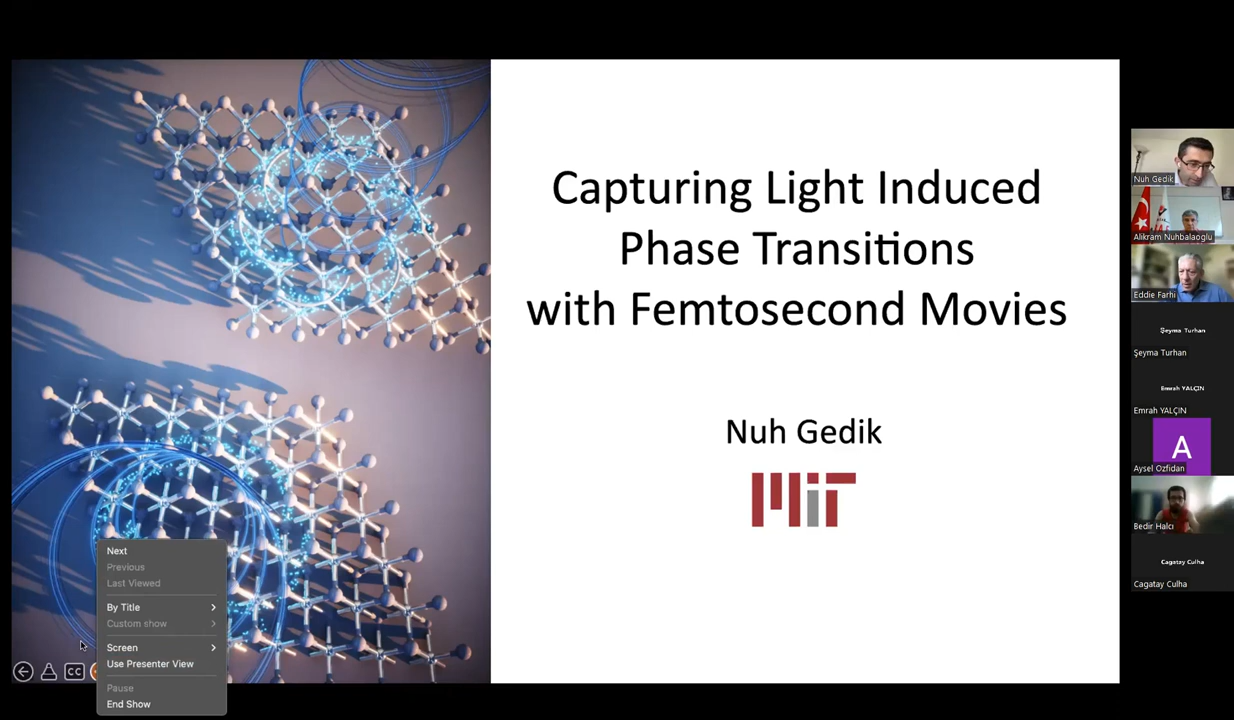 Capturing Light Induced
Phase Transitions
with Femtosecond Movies
Nuh Gedik
MIT
Next
Previous
Last Viewed
By Title
Custom show
Screen
Use Presenter View
Pause
End Show
CC
Nuh Gedik
Alikram Nuhbalaoglu
Eddie Farhi
Şeyma Turhan
Şeyma Turhan
Emrah YALÇIN
Emrah YALÇIN
A
Aysel Ozfidan
Bedir Halcı
Cagatay Culha
Cagatay Culha